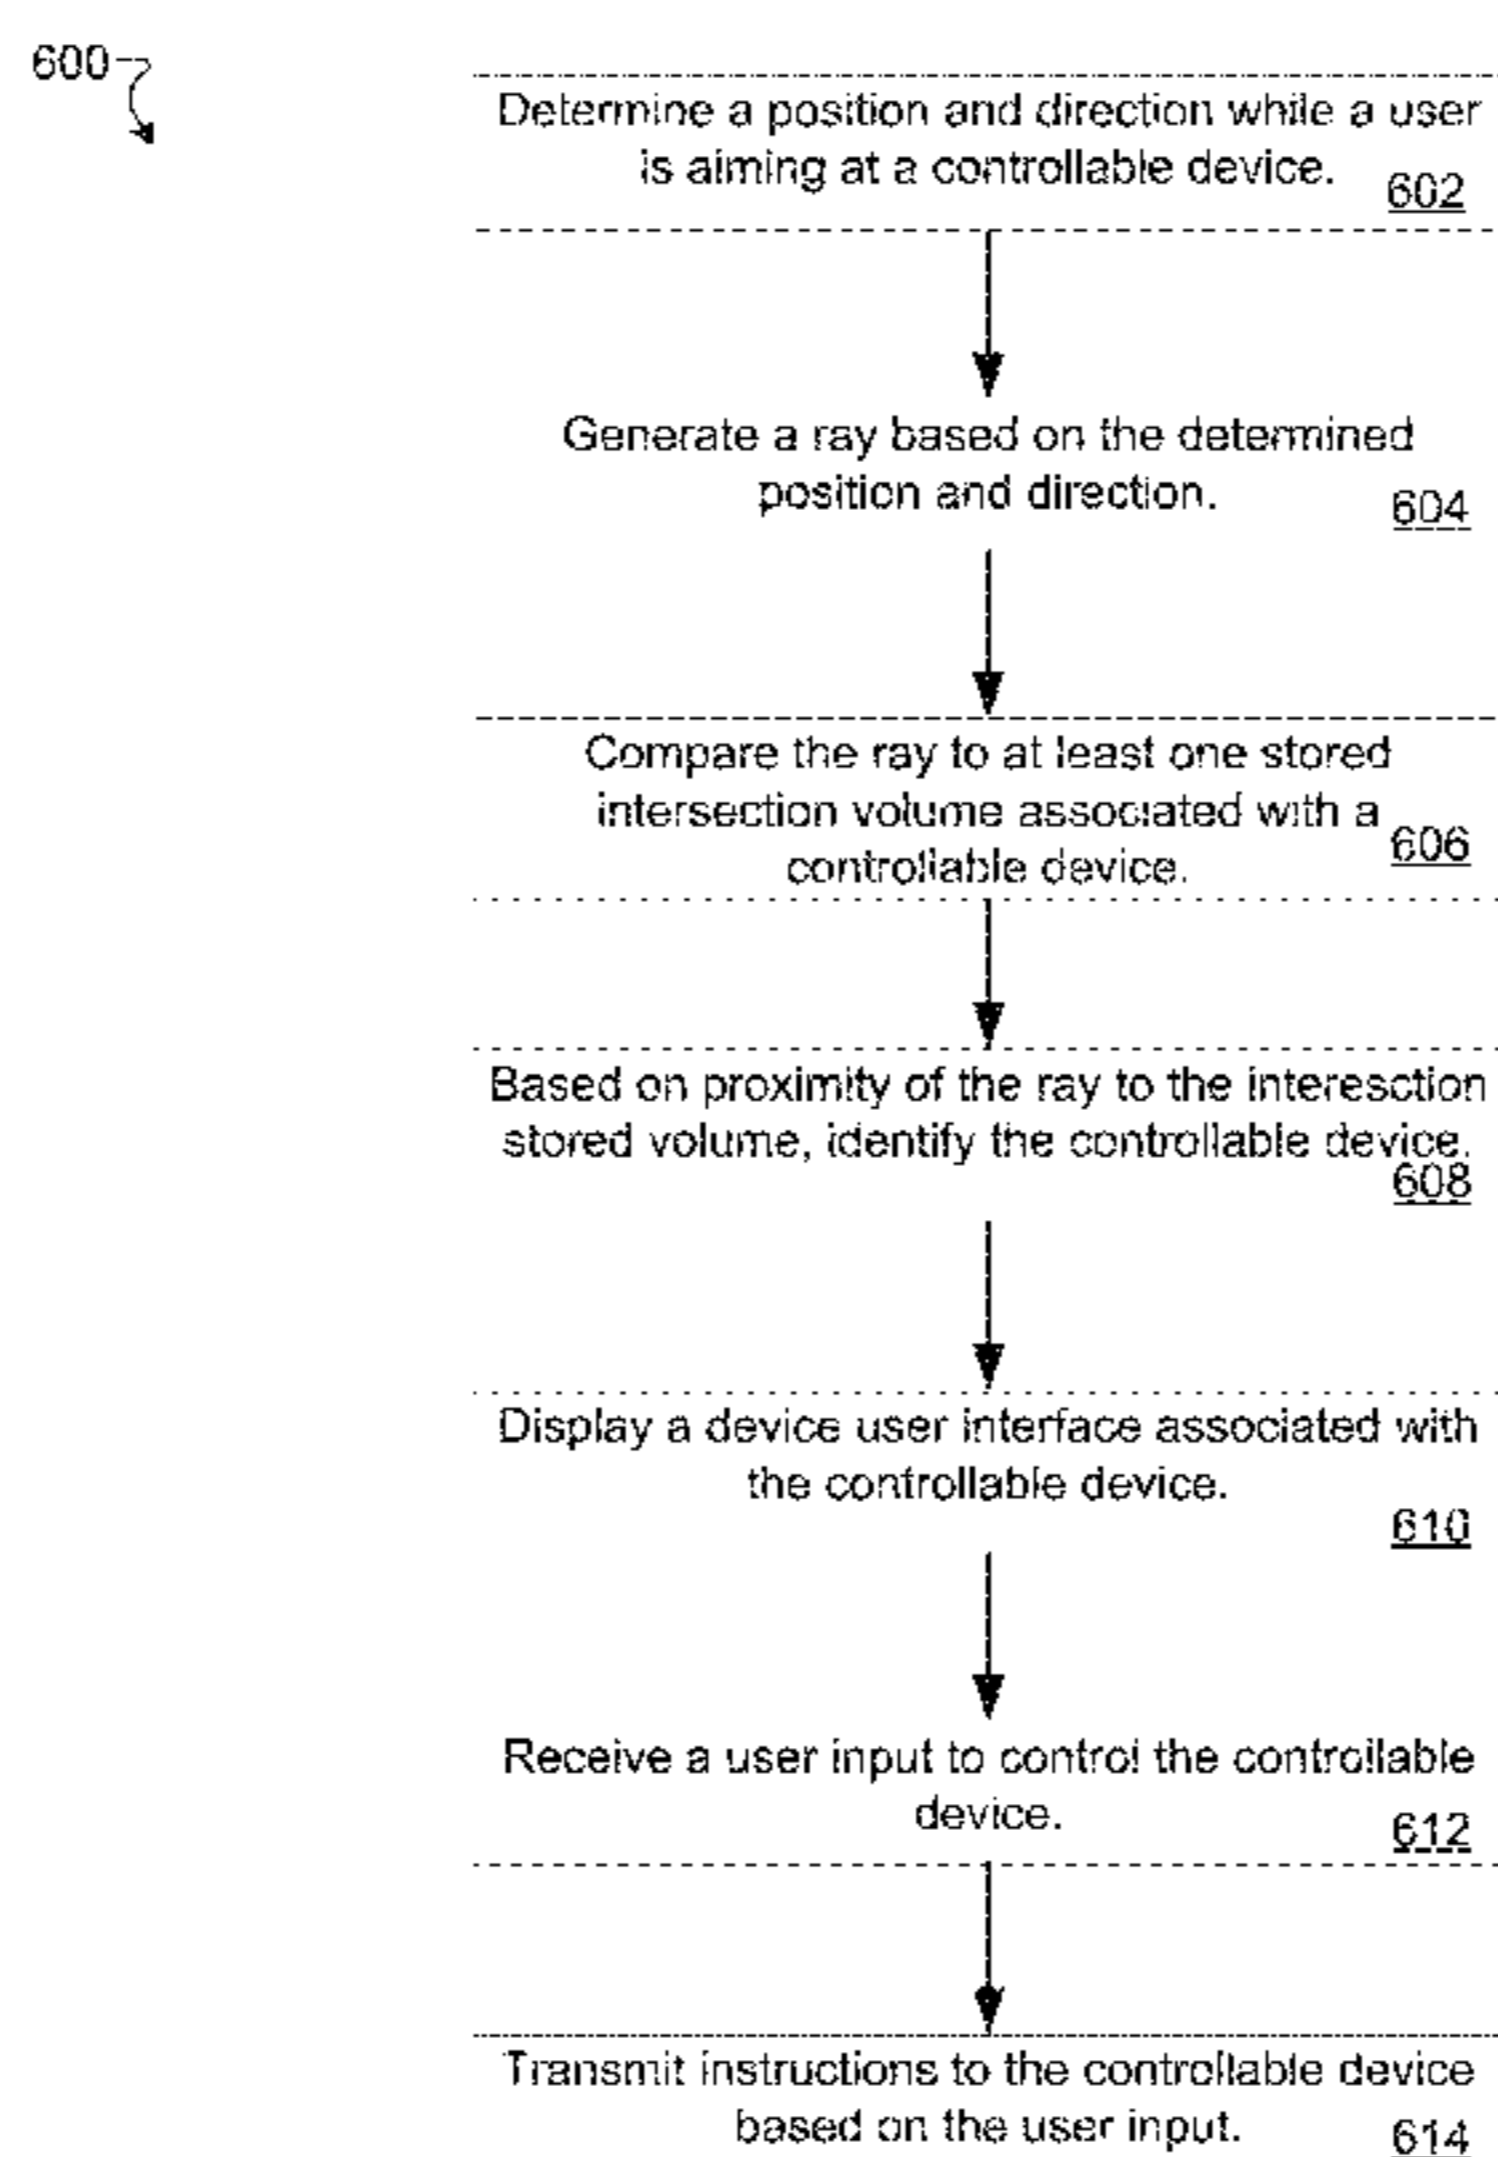 600
Determine a position and direction while a user
is aiming at a controllable device.
602
Generate a ray based on the determined
position and direction.
604
Compare the ray to at least one stored
intersection volume associated with a
controllable device.
606
Based on proximity of the ray to the interesction
stored volume, identify the controllable device.
608
Display a device user interface associated with
the controllable device.
610
Receive a user input to control the controllable
device.
612
Transmit instructions to the controllable device
based on the user input.
614